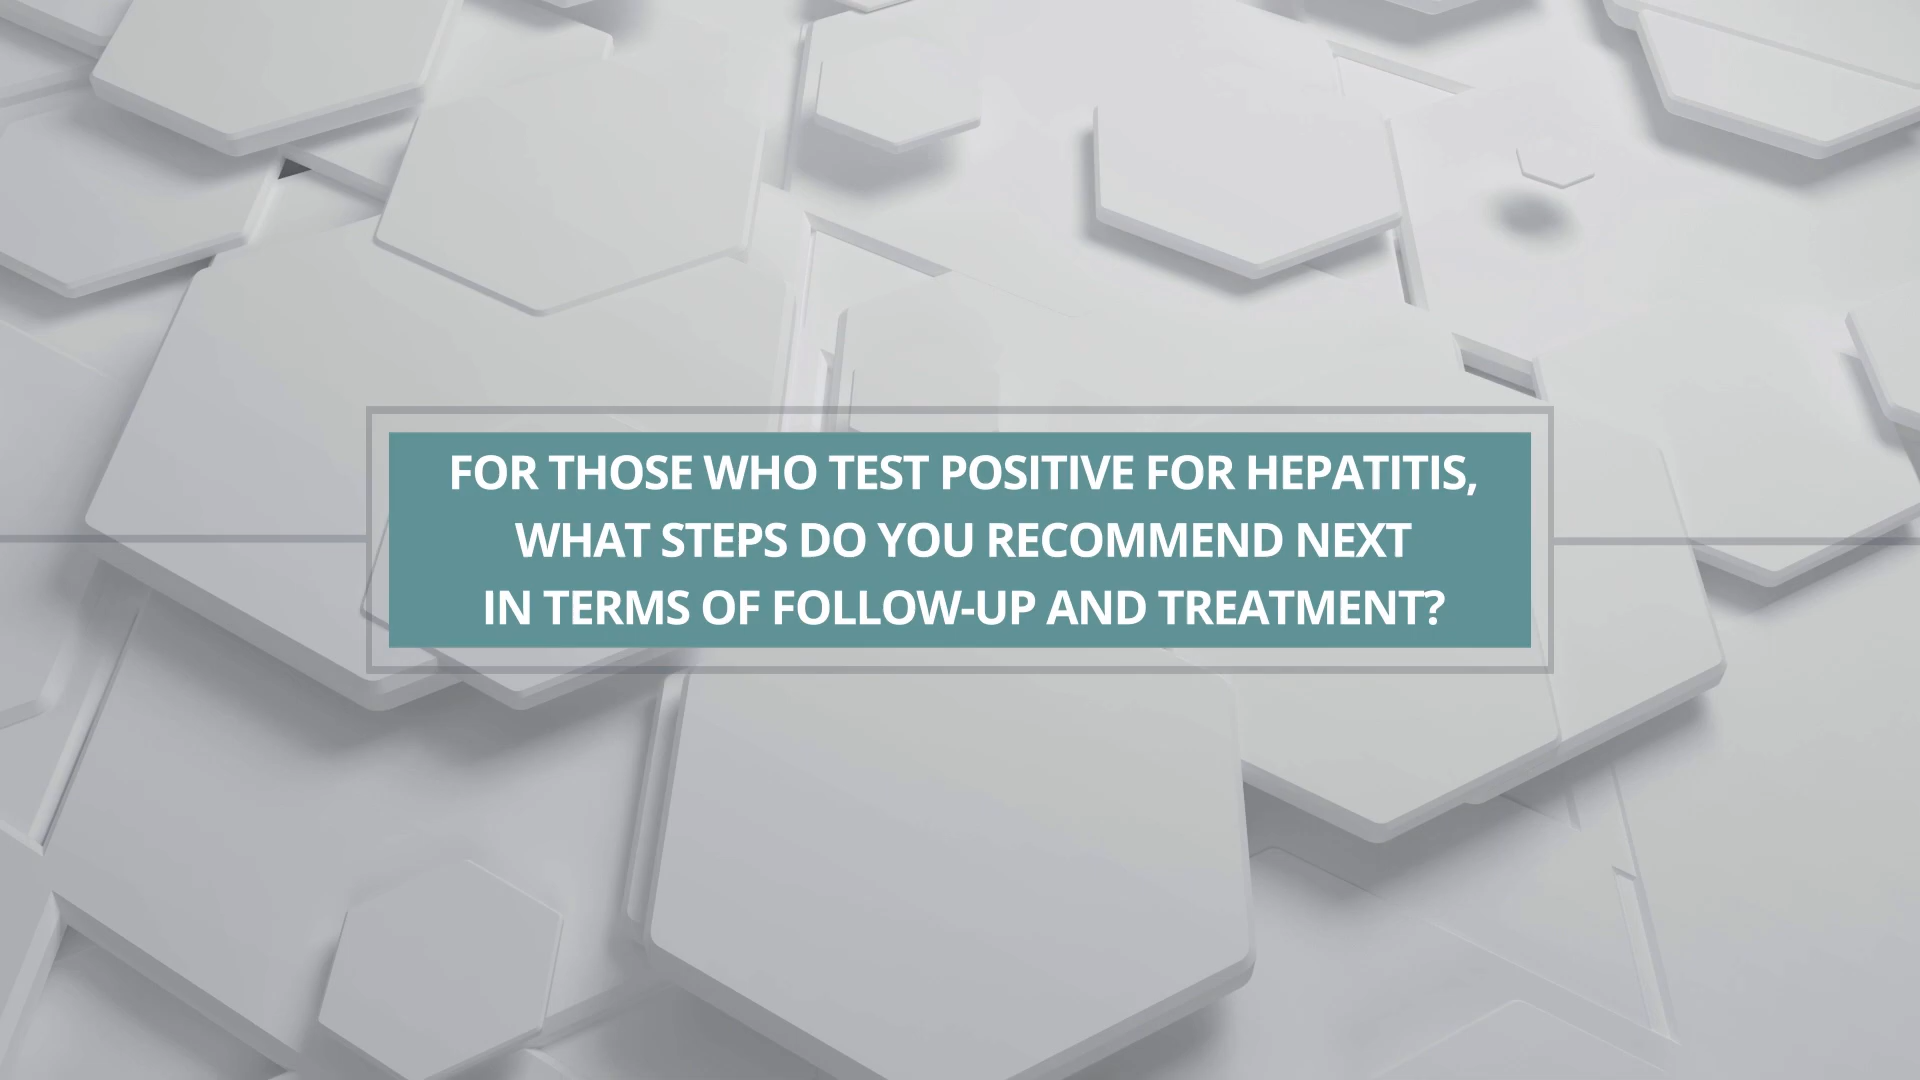 FOR THOSE WHO TEST POSITIVE FOR HEPATITIS,
WHAT STEPS DO YOU RECOMMEND NEXT
IN TERMS OF FOLLOW-UP AND TREATMENT?